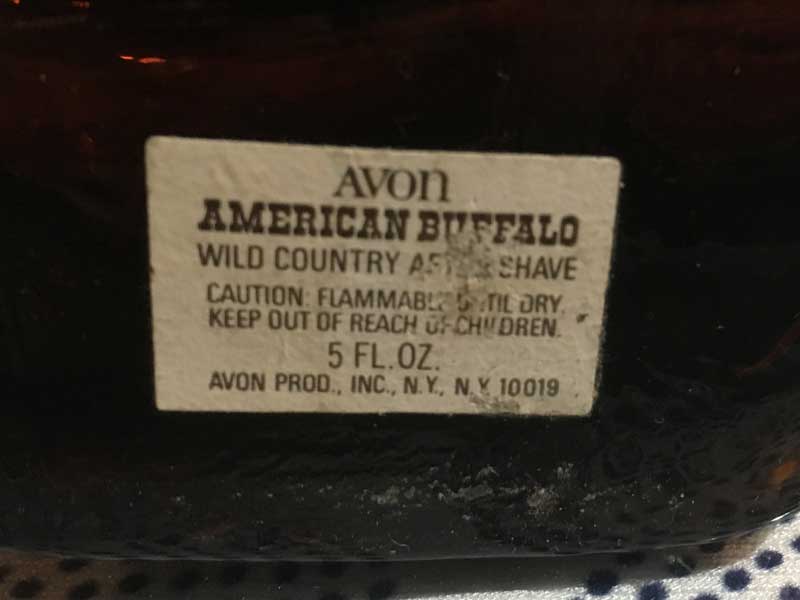 AVON
AMERICAN BUFFALO
WILD COUNTRY AFTER SHAVE
CAUTION: FLAMMABLE UNTIL DRY.
KEEP OUT OF REACH OF CHILDREN.
5 FL. OZ.
AVON PROD., INC., N.Y., N.Y. 10019